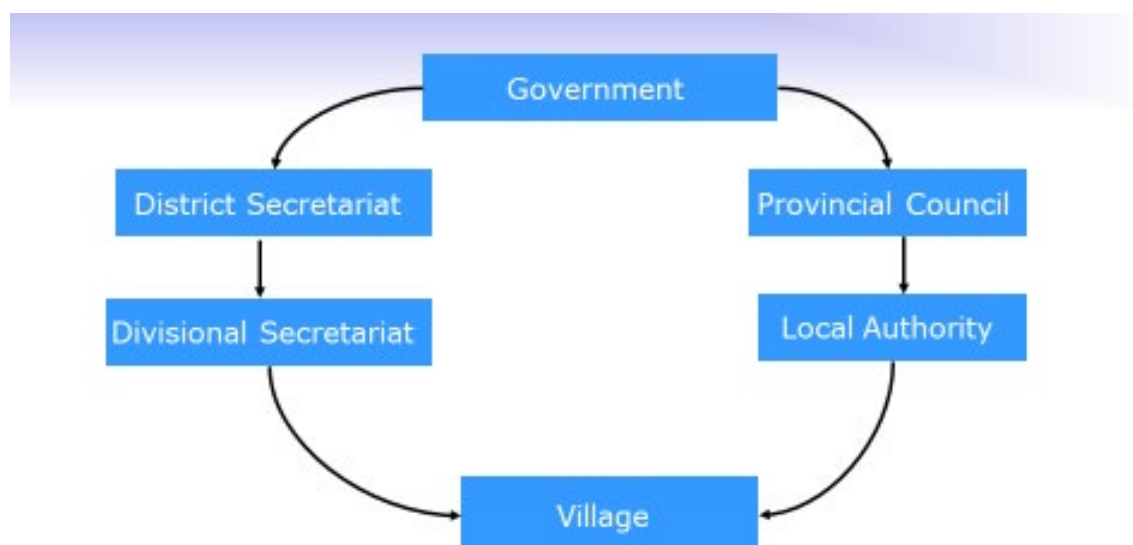 Government
District Secretariat
Provincial Council
Divisional Secretariat
Local Authority
Village